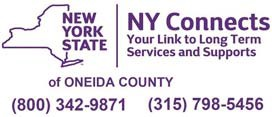 NEW
YORK
STATE
NY Connects
Your Link to Long Term
Services and Supports
of ONEIDA COUNTY
(800) 342-9871 (315) 798-5456